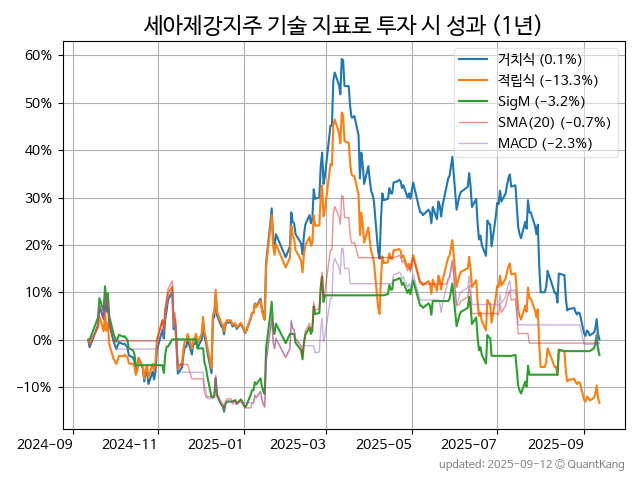 세아제강지주 기술 지표로 투자 시 성과 (1년)
60%
50%
40%
30%
20%
10%
0%
−10%
거치식 (0.1%)
적립식 (−13.3%)
SigM (−3.2%)
SMA(20) (−0.7%)
MACD (−2.3%)
2024-09 2024-11 2025-01 2025-03 2025-05 2025-07 2025-09
updated: 2025-09-12 © QuantKang